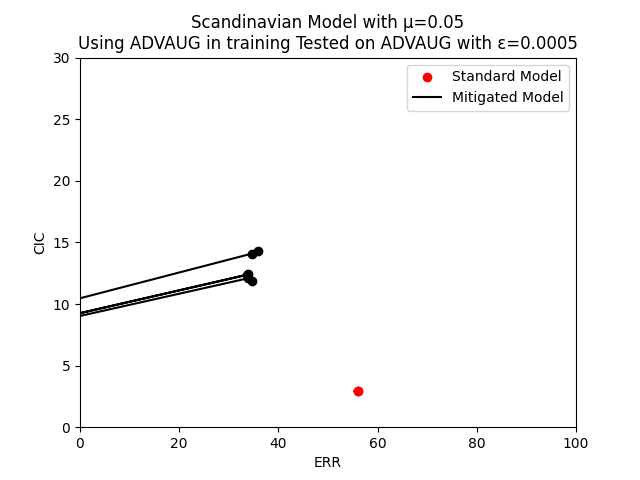 Scandinavian Model with μ=0.05
Using ADVAUG in training Tested on ADVAUG with ε=0.0005
30
25
20
15
10
5
0
CIC
Standard Model
Mitigated Model
0
20
40
60
80
100
ERR